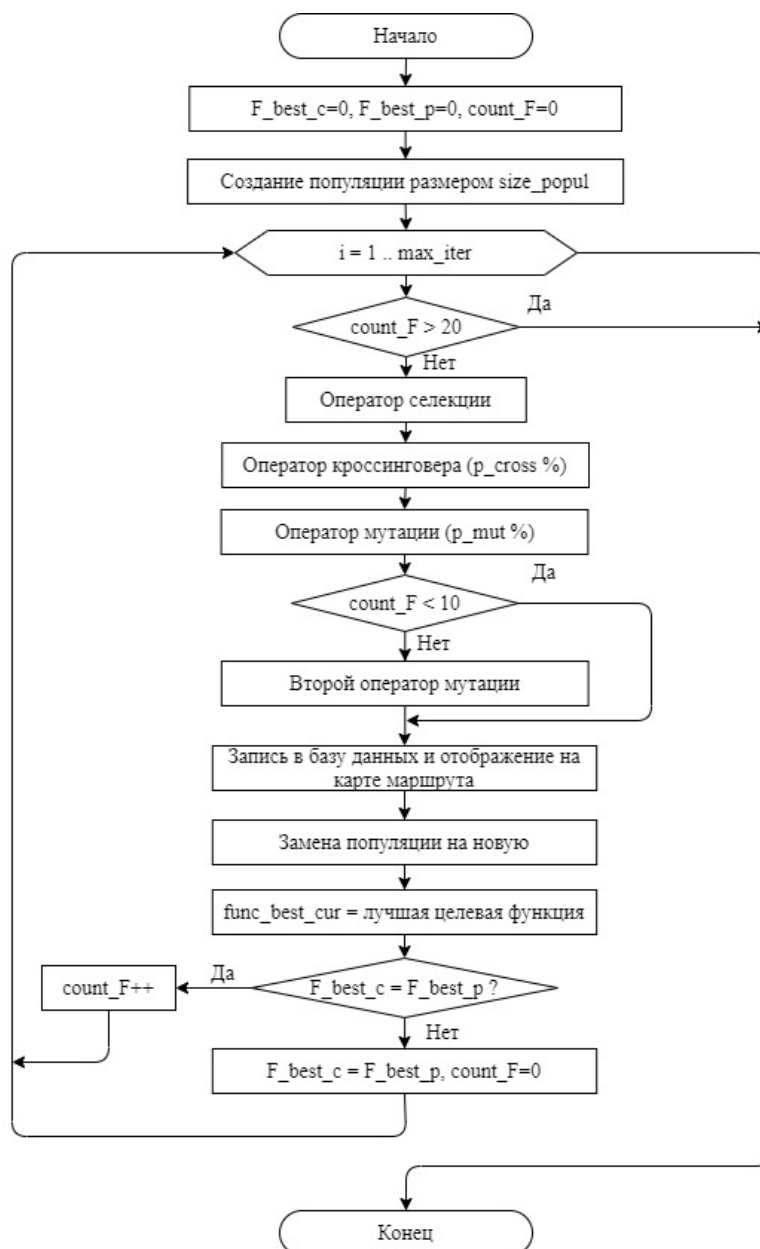 Начало
F_best_c=0, F_best_p=0, count_F=0
Создание популяции размером size_popul
i = 1 .. max_iter
Да
count_F > 20
Нет
Оператор селекции
Оператор кроссинговера (p_cross %)
Оператор мутации (p_mut %)
Да
count_F < 10
Нет
Второй оператор мутации
Запись в базу данных и отображение на
карте маршрута
Замена популяции на новую
func_best_cur = лучшая целевая функция
Да
count_F++
F_best_c = F_best_p ?
Нет
F_best_c = F_best_p, count_F=0
Конец